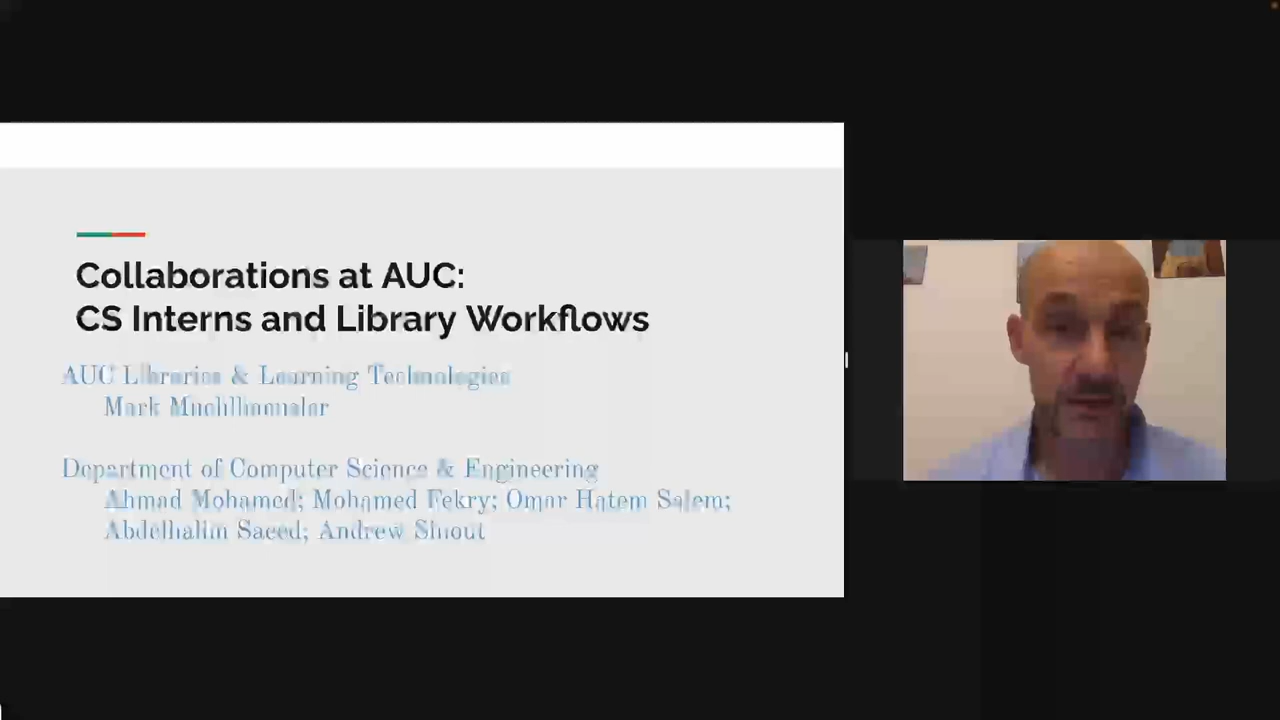 Collaborations at AUC:
CS Interns and Library Workflows
AUC Libraries & Learning Technologies
Mark
Department of Computer Science & Engineering
Ahmad Mohamed; Mohamed Fekry; Omar Hatem Salem;
Abdelhalim Saeed; Andrew